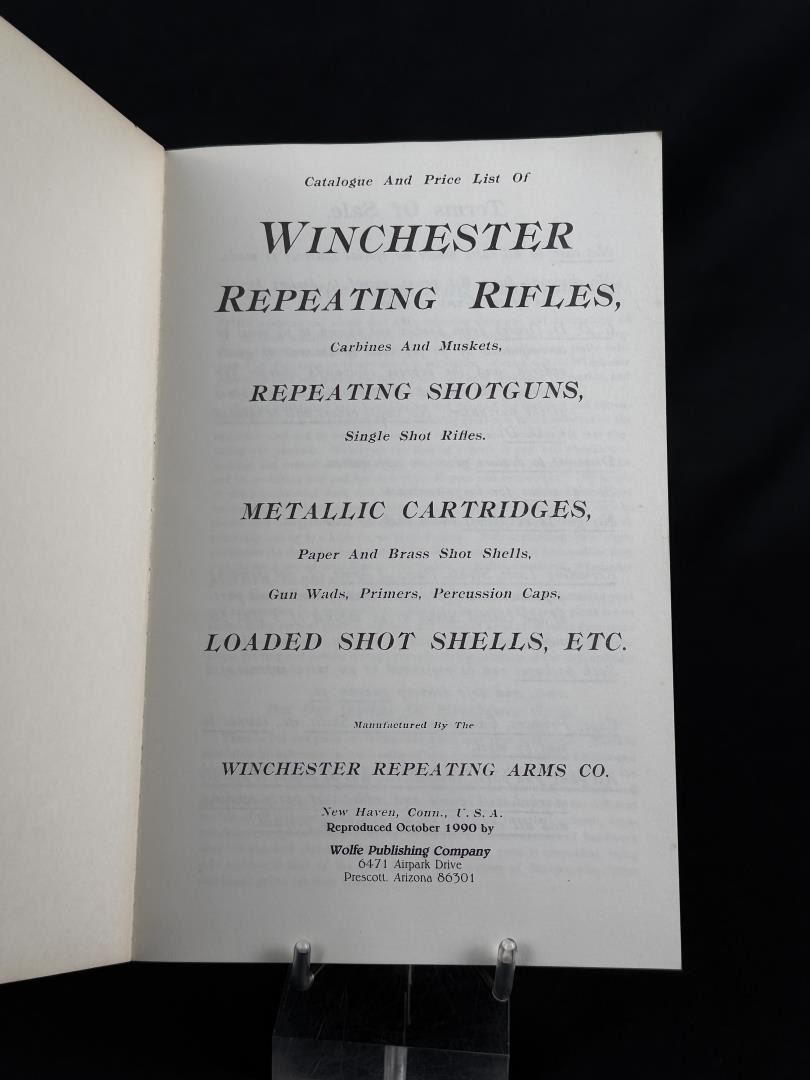 Catalogue And Price List Of
WINCHESTER
REPEATING RIFLES,
Carbines And Muskets,
REPEATING SHOTGUNS,
Single Shot Rifles.
METALLIC CARTRIDGES,
Paper And Brass Shot Shells,
Gun Wads, Primers, Percussion Caps,
LOADED SHOT SHELLS, ETC.
Manufactured By The
WINCHESTER REPEATING ARMS CO.
New Haven, Conn., U. S. A.
Reproduced October 1990 by
Wolfe Publishing Company
6471 Airpark Drive
Prescott, Arizona 86301